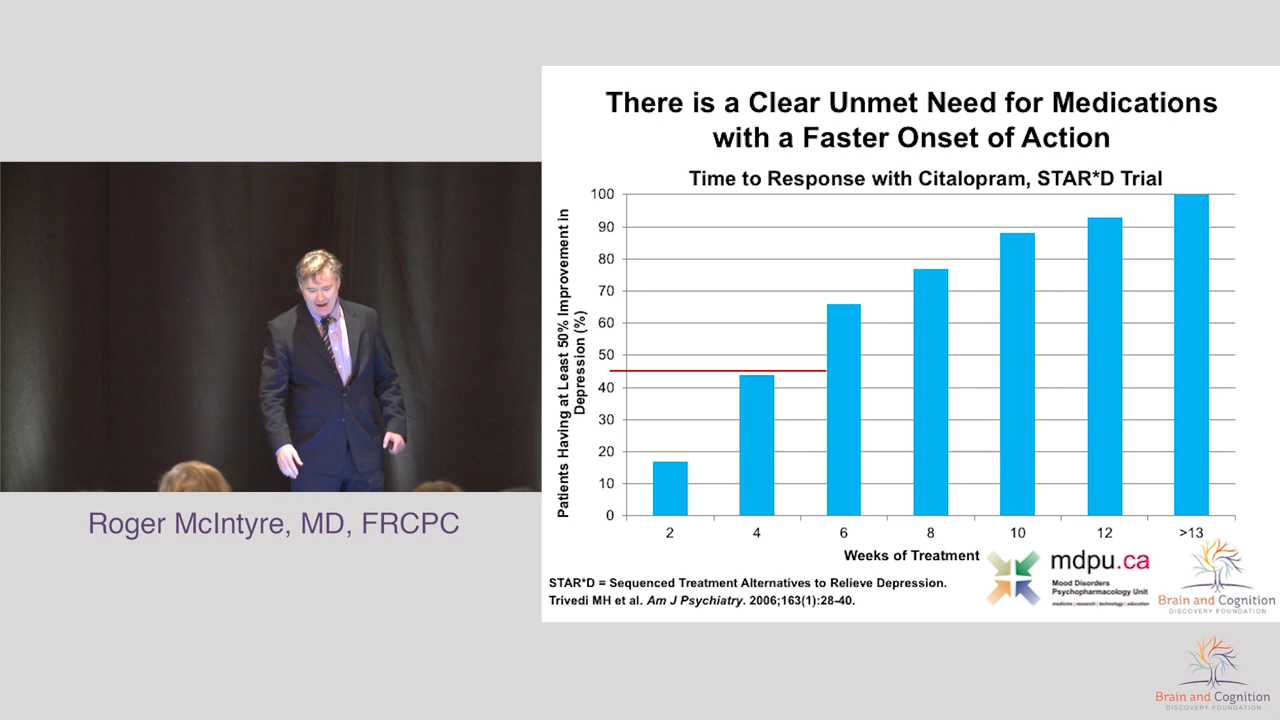 There is a Clear Unmet Need for Medications
with a Faster Onset of Action
Time to Response with Citalopram, STAR*D Trial
Patients Having at Least 50% Improvement in
Depression (%)
100
90
80
70
60
50
40
30
20
10
0
2 4 6 8 10 12 >13
Weeks of Treatment
STAR*D = Sequenced Treatment Alternatives to Relieve Depression.
Trivedi MH et al. Am J Psychiatry. 2006;163(1):28-40.
mdpu.ca
Mood Disorders
Psychopharmacology Unit
medicine | research | technology | education
Brain and Cognition
DISCOVERY FOUNDATION
Roger McIntyre, MD, FRCPC
Brain and Cognition
DISCOVERY FOUNDATION